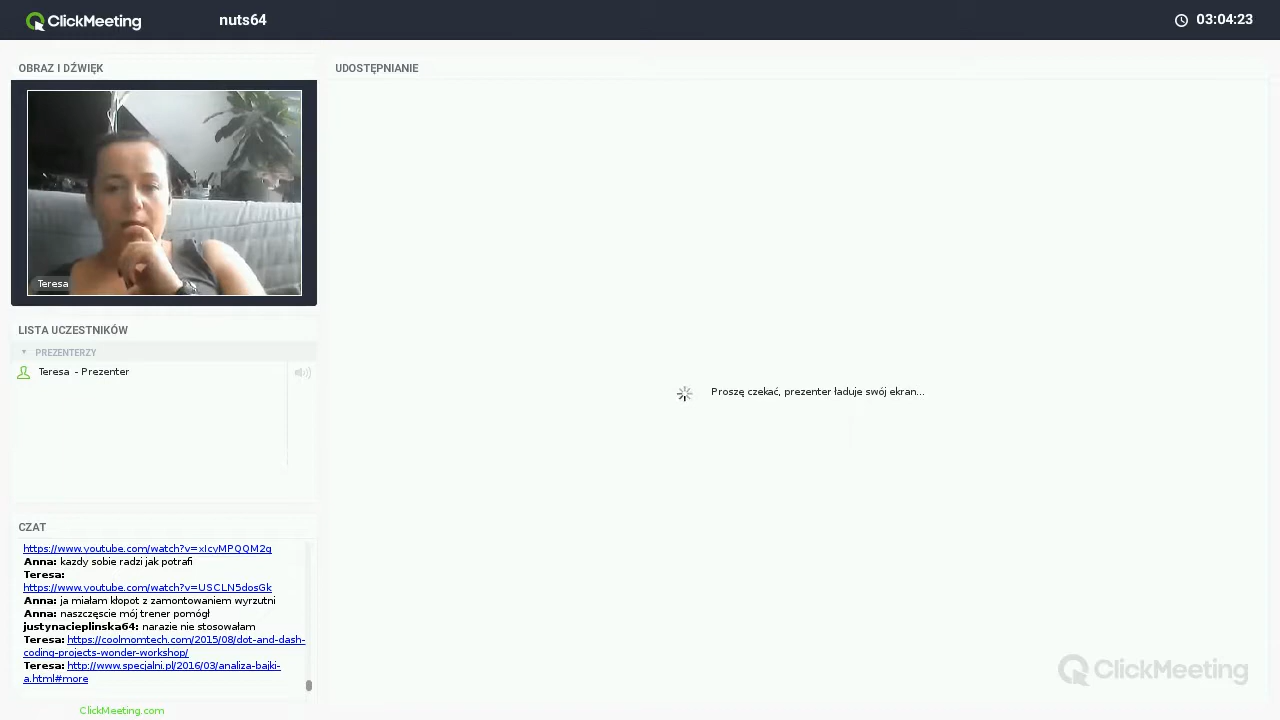 ClickMeeting
nuts64
03:04:23
OBRAZ I DŹWIĘK
Teresa
LISTA UCZESTNIKÓW
PREZENTERZY
Teresa - Prezenter
CZAT
https://www.youtube.com/watch?v=xIcyMPQQM2g
Anna: kazdy sobie radzi jak potrafi
Teresa:
https://www.youtube.com/watch?v=USCLN5dosGk
Anna: ja miałam kłopot z zamontowaniem wyrzutni
Anna: naszczęscie mój trener pomógł
justynacieplinska64: narazie nie stosowałam
Teresa: https://coolmomtech.com/2015/08/dot-and-dash-
coding-projects-wonder-workshop/
Teresa: http://www.specjalni.pl/2016/03/analiza-bajki-
a.html#more
ClickMeeting.com
UDOSTĘPNIANIE
Proszę czekać, prezenter ładuje swój ekran...
ClickMeeting